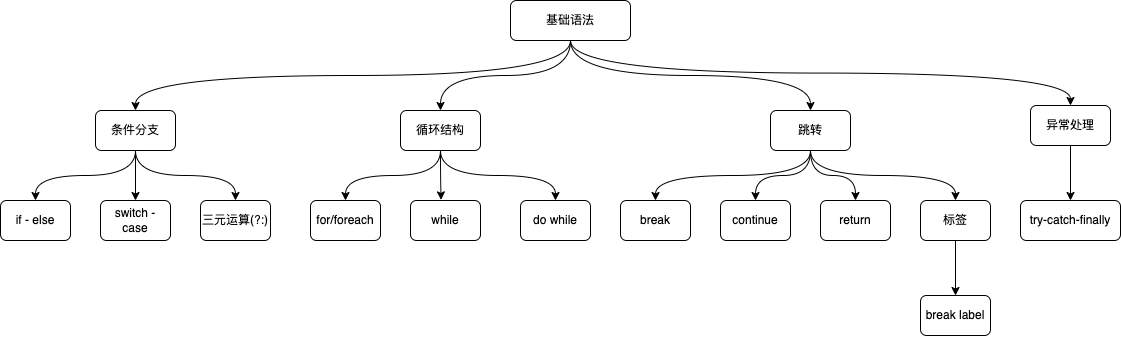 基础语法
条件分支
循环结构
跳转
异常处理
if - else
switch -
case
三元运算(?:)
for/foreach
while
do while
break
continue
return
标签
try-catch-finally
break label